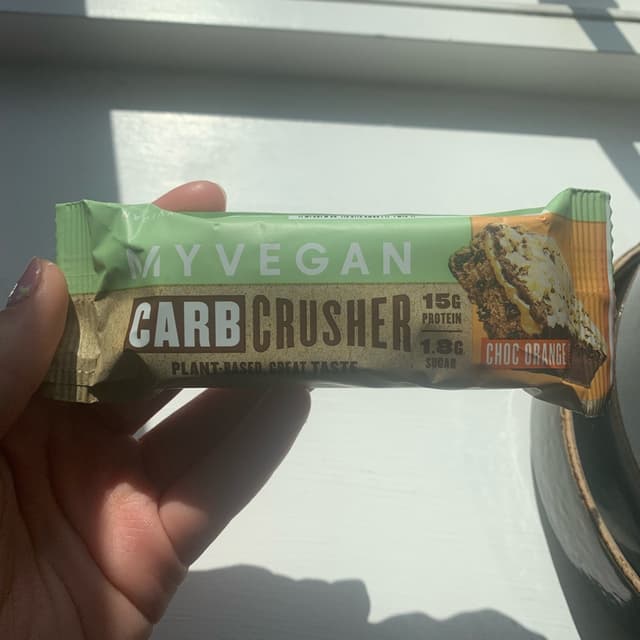 MYVEGAN
CARB CRUSHER
15G
PROTEIN
1.8G
SUGAR
PLANT-BASED GREAT TASTE
CHOC ORANGE